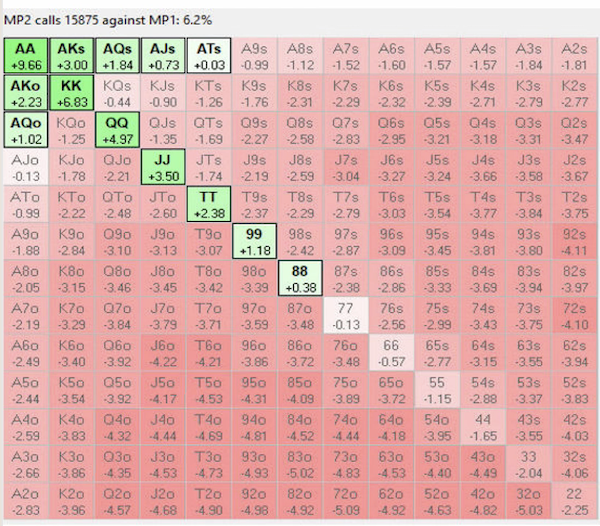 MP2 calls 15875 against MP1: 6.2%
AA AKs AQs AJs ATs A9s A8s A7s A6s A5s A4s A3s A2s
+9.66 +3.00 +1.84 +0.73 +0.03 -0.99 -1.12 -1.52 -1.60 -1.57 -1.57 -1.84 -1.81
AKo KK KQs KJs KTs K9s K8s K7s K6s K5s K4s K3s K2s
+2.23 +6.83 -0.44 -0.90 -1.26 -1.76 -2.31 -2.29 -2.32 -2.39 -2.71 -2.79 -2.77
AQo KQo QQ QJs QTs Q9s Q8s Q7s Q6s Q5s Q4s Q3s Q2s
+1.02 -1.25 +4.97 -1.35 -1.69 -2.27 -2.58 -2.83 -2.95 -3.21 -3.18 -3.31 -3.47
AJo KJo QJo JJ JTs J9s J8s J7s J6s J5s J4s J3s J2s
-0.13 -1.78 -2.21 +3.50 -1.74 -2.19 -2.59 -3.04 -3.27 -3.24 -3.66 -3.58 -3.67
ATo KTo QTo JTo TT T9s T8s T7s T6s T5s T4s T3s T2s
-0.99 -2.22 -2.48 -2.60 +2.38 -2.37 -2.29 -2.79 -3.03 -3.54 -3.77 -3.84 -3.75
A9o K9o Q9o J9o T9o 99 98s 97s 96s 95s 94s 93s 92s
-1.88 -2.84 -3.10 -3.13 -3.07 +1.18 -2.42 -2.87 -3.09 -3.45 -3.81 -3.80 -4.11
A8o K8o Q8o J8o T8o 98o 88 87s 86s 85s 84s 83s 82s
-2.05 -3.15 -3.46 -3.45 -3.42 -3.39 +0.38 -2.38 -2.86 -3.33 -3.69 -3.94 -3.97
A7o K7o Q7o J7o T7o 97o 87o 77 76s 75s 74s 73s 72s
-2.19 -3.29 -3.84 -3.79 -3.71 -3.59 -3.48 -0.13 -2.56 -2.99 -3.43 -3.75 -4.10
A6o K6o Q6o J6o T6o 96o 86o 76o 66 65s 64s 63s 62s
-2.49 -3.40 -3.92 -4.22 -4.21 -3.86 -3.72 -3.48 -0.57 -2.77 -3.15 -3.55 -3.94
A5o K5o Q5o J5o T5o 95o 85o 75o 65o 55 54s 53s 52s
-2.44 -3.54 -3.92 -4.17 -4.53 -4.31 -4.09 -3.89 -3.72 -1.15 -2.88 -3.37 -3.83
A4o K4o Q4o J4o T4o 94o 84o 74o 64o 54o 44 43s 42s
-2.59 -3.83 -4.32 -4.44 -4.69 -4.81 -4.52 -4.44 -4.18 -3.95 -1.65 -3.55 -4.03
A3o K3o Q3o J3o T3o 93o 83o 73o 63o 53o 43o 33 32s
-2.66 -3.86 -4.35 -4.53 -4.73 -4.93 -5.02 -4.83 -4.53 -4.40 -4.49 -2.04 -4.06
A2o K2o Q2o J2o T2o 92o 82o 72o 62o 52o 42o 32o 22
-2.83 -3.96 -4.57 -4.68 -4.90 -4.98 -4.92 -5.09 -4.92 -4.63 -4.82 -5.03 -2.25